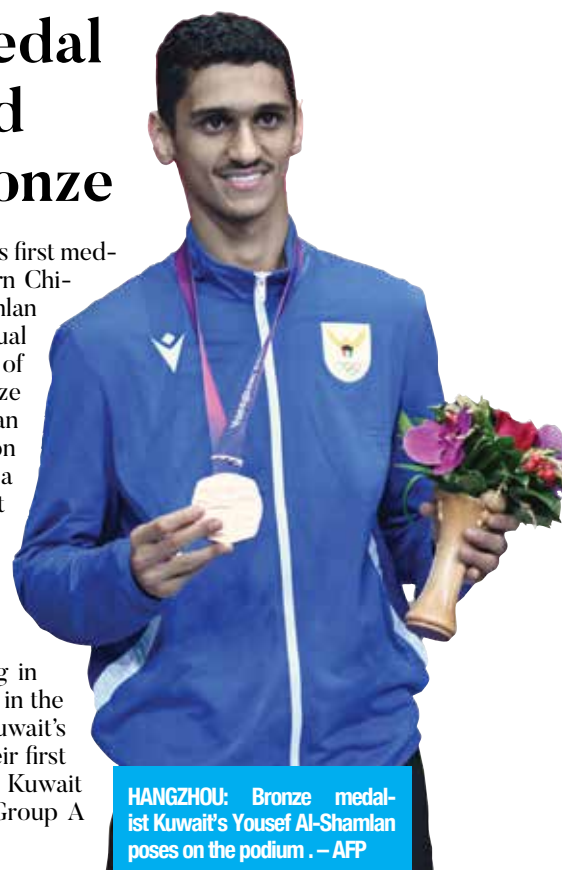 edal
d
onze
s first med-
rn Chi-
mlan
ual
of
ze
an
on
a
t
g in
in the
uwait's
eir first
Kuwait
Group A
HANGZHOU: Bronze medal-
ist Kuwait's Yousef Al-Shamlan
poses on the podium . – AFP